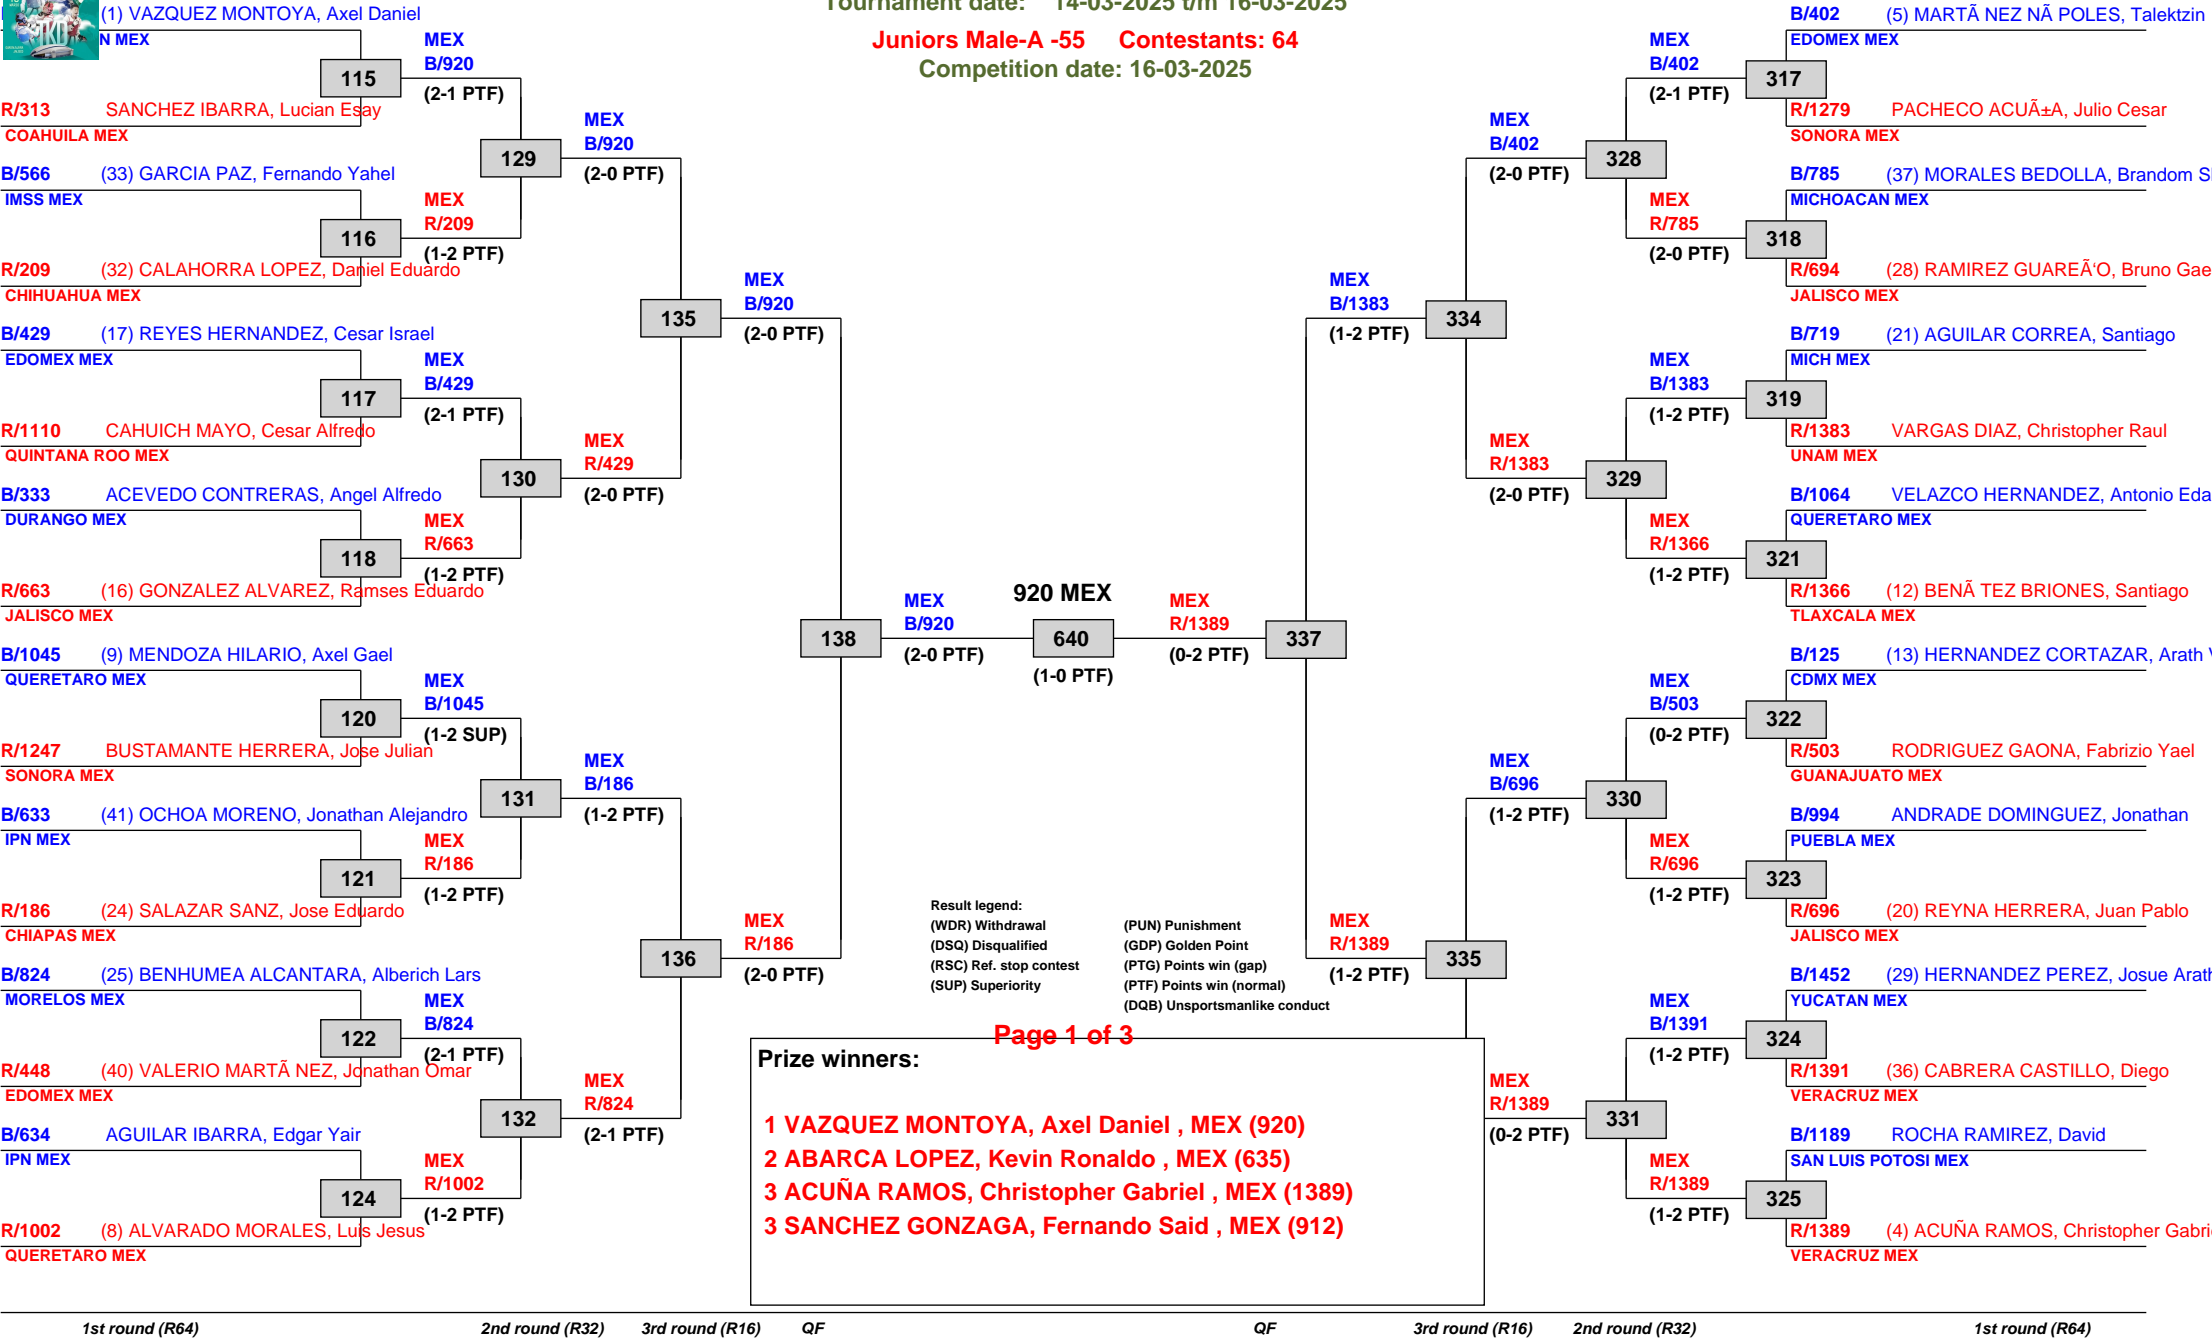 Tournament date: 14-03-2025 t/m 16-03-2025
Juniors Male-A -55 Contestants: 64
Competition date: 16-03-2025
TKD
(1) VAZQUEZ MONTOYA, Axel Daniel
N MEX
115
R/313 SANCHEZ IBARRA, Lucian Esay
COAHUILA MEX
B/566 (33) GARCIA PAZ, Fernando Yahel
IMSS MEX
116
R/209 (32) CALAHORRA LOPEZ, Daniel Eduardo
CHIHUAHUA MEX
B/429 (17) REYES HERNANDEZ, Cesar Israel
EDOMEX MEX
117
R/1110 CAHUICH MAYO, Cesar Alfredo
QUINTANA ROO MEX
B/333 ACEVEDO CONTRERAS, Angel Alfredo
DURANGO MEX
118
R/663 (16) GONZALEZ ALVAREZ, Ramses Eduardo
JALISCO MEX
B/1045 (9) MENDOZA HILARIO, Axel Gael
QUERETARO MEX
120
R/1247 BUSTAMANTE HERRERA, Jose Julian
SONORA MEX
B/633 (41) OCHOA MORENO, Jonathan Alejandro
IPN MEX
121
R/186 (24) SALAZAR SANZ, Jose Eduardo
CHIAPAS MEX
B/824 (25) BENHUMEA ALCANTARA, Alberich Lars
MORELOS MEX
122
R/448 (40) VALERIO MARTÃ NEZ, Jonathan Omar
EDOMEX MEX
B/634 AGUILAR IBARRA, Edgar Yair
IPN MEX
124
R/1002 (8) ALVARADO MORALES, Luis Jesus
QUERETARO MEX
MEX
B/920
(2-1 PTF)
129
MEX
R/209
(1-2 PTF)
MEX
B/429
(2-1 PTF)
130
MEX
R/663
(1-2 PTF)
MEX
B/1045
(1-2 SUP)
131
MEX
R/186
(1-2 PTF)
MEX
B/824
(2-1 PTF)
132
MEX
R/1002
(1-2 PTF)
MEX
B/920
(2-0 PTF)
135
MEX
R/429
(2-0 PTF)
MEX
B/186
(1-2 PTF)
136
MEX
R/824
(2-1 PTF)
MEX
B/920
(2-0 PTF)
138
MEX
R/186
(2-0 PTF)
MEX
B/920
(2-0 PTF)
920 MEX
640
(1-0 PTF)
MEX
R/1389
(0-2 PTF)
337
MEX
B/1383
(1-2 PTF)
334
MEX
R/1389
(1-2 PTF)
335
MEX
B/402
(2-0 PTF)
328
MEX
R/1383
(2-0 PTF)
329
MEX
B/696
(1-2 PTF)
330
MEX
R/1389
(0-2 PTF)
331
MEX
B/402
(2-1 PTF)
317
MEX
R/785
(2-0 PTF)
318
MEX
B/1383
(1-2 PTF)
319
MEX
R/1366
(1-2 PTF)
321
MEX
B/503
(0-2 PTF)
322
MEX
R/696
(1-2 PTF)
323
MEX
B/1391
(1-2 PTF)
324
MEX
R/1389
(1-2 PTF)
325
B/402 (5) MARTÃ NEZ NÃ POLES, Talektzin
EDOMEX MEX
R/1279 PACHECO ACUÃ±A, Julio Cesar
SONORA MEX
B/785 (37) MORALES BEDOLLA, Brandom S
MICHOACAN MEX
R/694 (28) RAMIREZ GUAREÃ‘O, Bruno Gae
JALISCO MEX
B/719 (21) AGUILAR CORREA, Santiago
MICH MEX
R/1383 VARGAS DIAZ, Christopher Raul
UNAM MEX
B/1064 VELAZCO HERNANDEZ, Antonio Eda
QUERETARO MEX
R/1366 (12) BENÃ TEZ BRIONES, Santiago
TLAXCALA MEX
B/125 (13) HERNANDEZ CORTAZAR, Arath V
CDMX MEX
R/503 RODRIGUEZ GAONA, Fabrizio Yael
GUANAJUATO MEX
B/994 ANDRADE DOMINGUEZ, Jonathan
PUEBLA MEX
R/696 (20) REYNA HERRERA, Juan Pablo
JALISCO MEX
B/1452 (29) HERNANDEZ PEREZ, Josue Arath
YUCATAN MEX
R/1391 (36) CABRERA CASTILLO, Diego
VERACRUZ MEX
B/1189 ROCHA RAMIREZ, David
SAN LUIS POTOSI MEX
R/1389 (4) ACUÑA RAMOS, Christopher Gabri
VERACRUZ MEX
Result legend:
(WDR) Withdrawal (PUN) Punishment
(DSQ) Disqualified (GDP) Golden Point
(RSC) Ref. stop contest (PTG) Points win (gap)
(SUP) Superiority (PTF) Points win (normal)
(DQB) Unsportsmanlike conduct
Page 1 of 3
Prize winners:
1 VAZQUEZ MONTOYA, Axel Daniel , MEX (920)
2 ABARCA LOPEZ, Kevin Ronaldo , MEX (635)
3 ACUÑA RAMOS, Christopher Gabriel , MEX (1389)
3 SANCHEZ GONZAGA, Fernando Said , MEX (912)
1st round (R64) 2nd round (R32) 3rd round (R16) QF QF 3rd round (R16) 2nd round (R32) 1st round (R64)